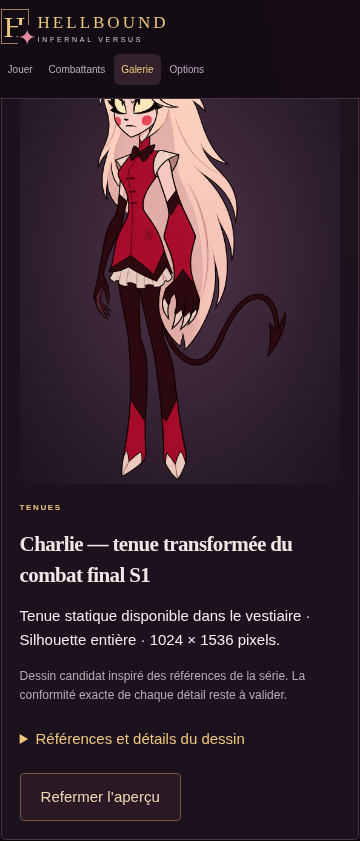 H
HELLBOUND
INFERNAL VERSUS
Jouer Combattants Galerie Options
TENUES
Charlie — tenue transformée du
combat final S1
Tenue statique disponible dans le vestiaire ·
Silhouette entière · 1024 × 1536 pixels.
Dessin candidat inspiré des références de la série. La
conformité exacte de chaque détail reste à valider.
Références et détails du dessin
Refermer l’aperçu